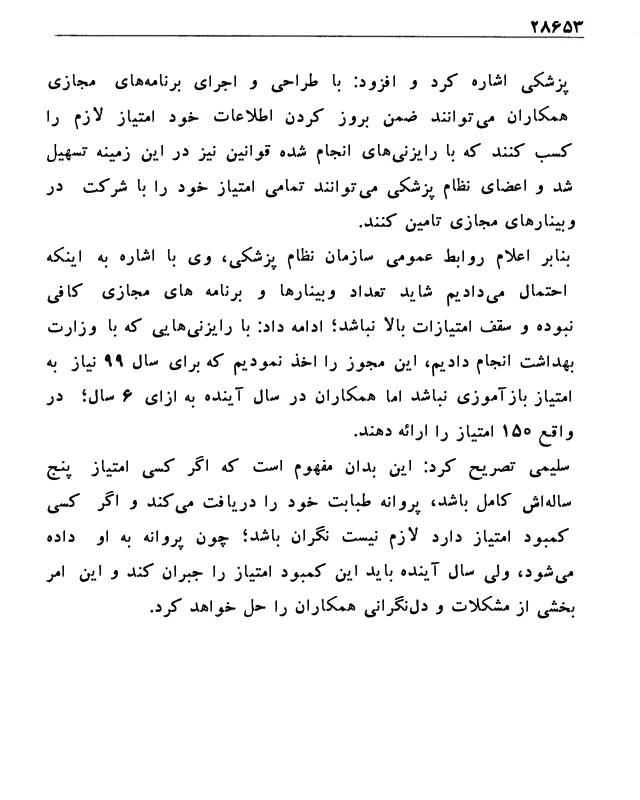 ۲۸۶۵۳
پزشکی اشاره کرد و افزود: با طراحی و اجرای برنامه‌های مجازی
همکاران می‌توانند ضمن بروز کردن اطلاعات خود امتیاز لازم را
کسب کنند که با رایزنی‌های انجام شده قوانین نیز در این زمینه تسهیل
شد و اعضای نظام پزشکی می‌توانند تمامی امتیاز خود را با شرکت در
وبینارهای مجازی تامین کنند.
بنابر اعلام روابط عمومی سازمان نظام پزشکی، وی با اشاره به اینکه
احتمال می‌دادیم شاید تعداد وبینارها و برنامه های مجازی کافی
نبوده و سقف امتیازات بالا نباشد؛ ادامه داد: با رایزنی‌هایی که با وزارت
بهداشت انجام دادیم، این مجوز را اخذ نمودیم که برای سال ۹۹ نیاز به
امتیاز بازآموزی نباشد اما همکاران در سال آینده به ازای ۶ سال؛ در
واقع ۱۵۰ امتیاز را ارائه دهند.
سلیمی تصریح کرد: این بدان مفهوم است که اگر کسی امتیاز پنج
ساله‌اش کامل باشد، پروانه طبابت خود را دریافت می‌کند و اگر کسی
کمبود امتیاز دارد لازم نیست نگران باشد؛ چون پروانه به او داده
می‌شود، ولی سال آینده باید این کمبود امتیاز را جبران کند و این امر
بخشی از مشکلات و دل‌نگرانی همکاران را حل خواهد کرد.